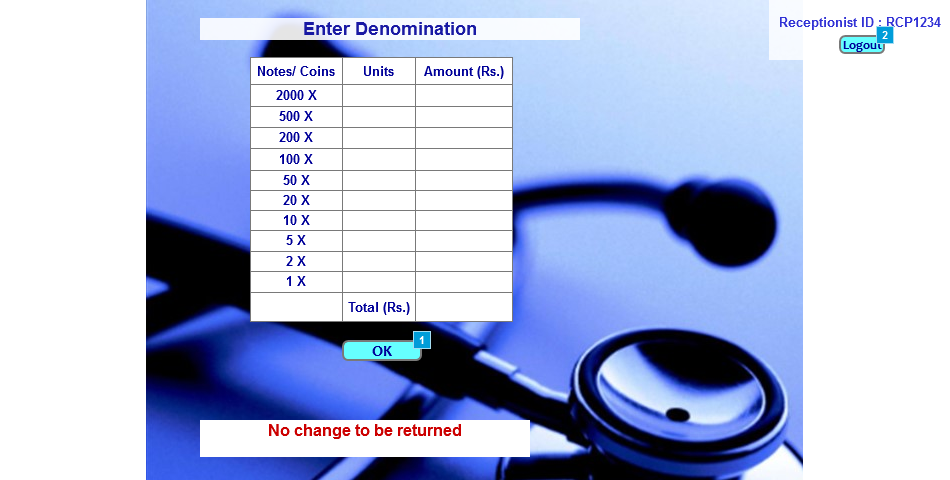 Enter Denomination
Receptionist ID : RCP1234
Logout
2
Notes/ Coins Units Amount (Rs.)
2000 X
500 X
200 X
100 X
50 X
20 X
10 X
5 X
2 X
1 X
Total (Rs.)
OK
1
No change to be returned